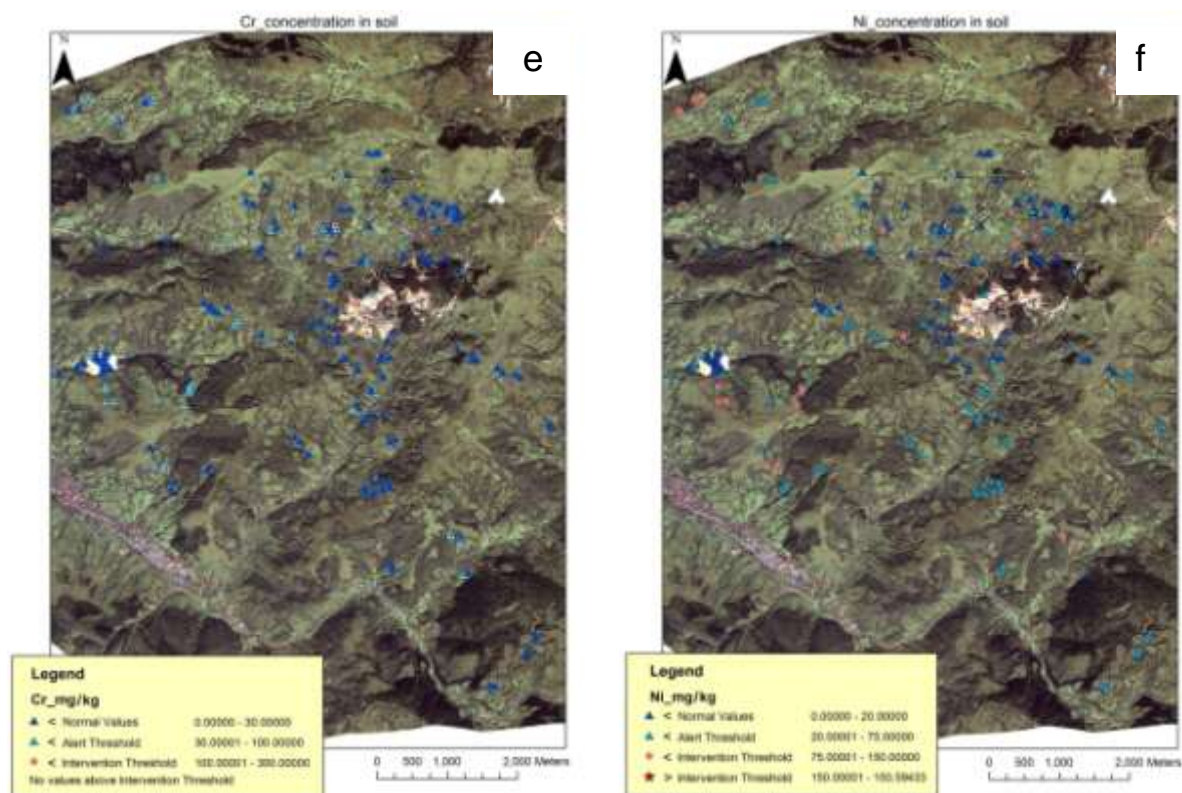 Cr_concentration in soil
N
e
Legend
Cr_mg/kg
< Normal Values 0.00000 - 30.00000
< Alert Threshold 30.00001 - 100.00000
< Intervention Threshold 100.00001 - 300.00000
No values above Intervention Threshold
0 500 1,000 2,000 Meters
Ni_concentration in soil
N
f
Legend
Ni_mg/kg
< Normal Values 0.00000 - 20.00000
< Alert Threshold 20.00001 - 75.00000
< Intervention Threshold 75.00001 - 150.00000
> Intervention Threshold
0 500 1,000 2,000 Meters